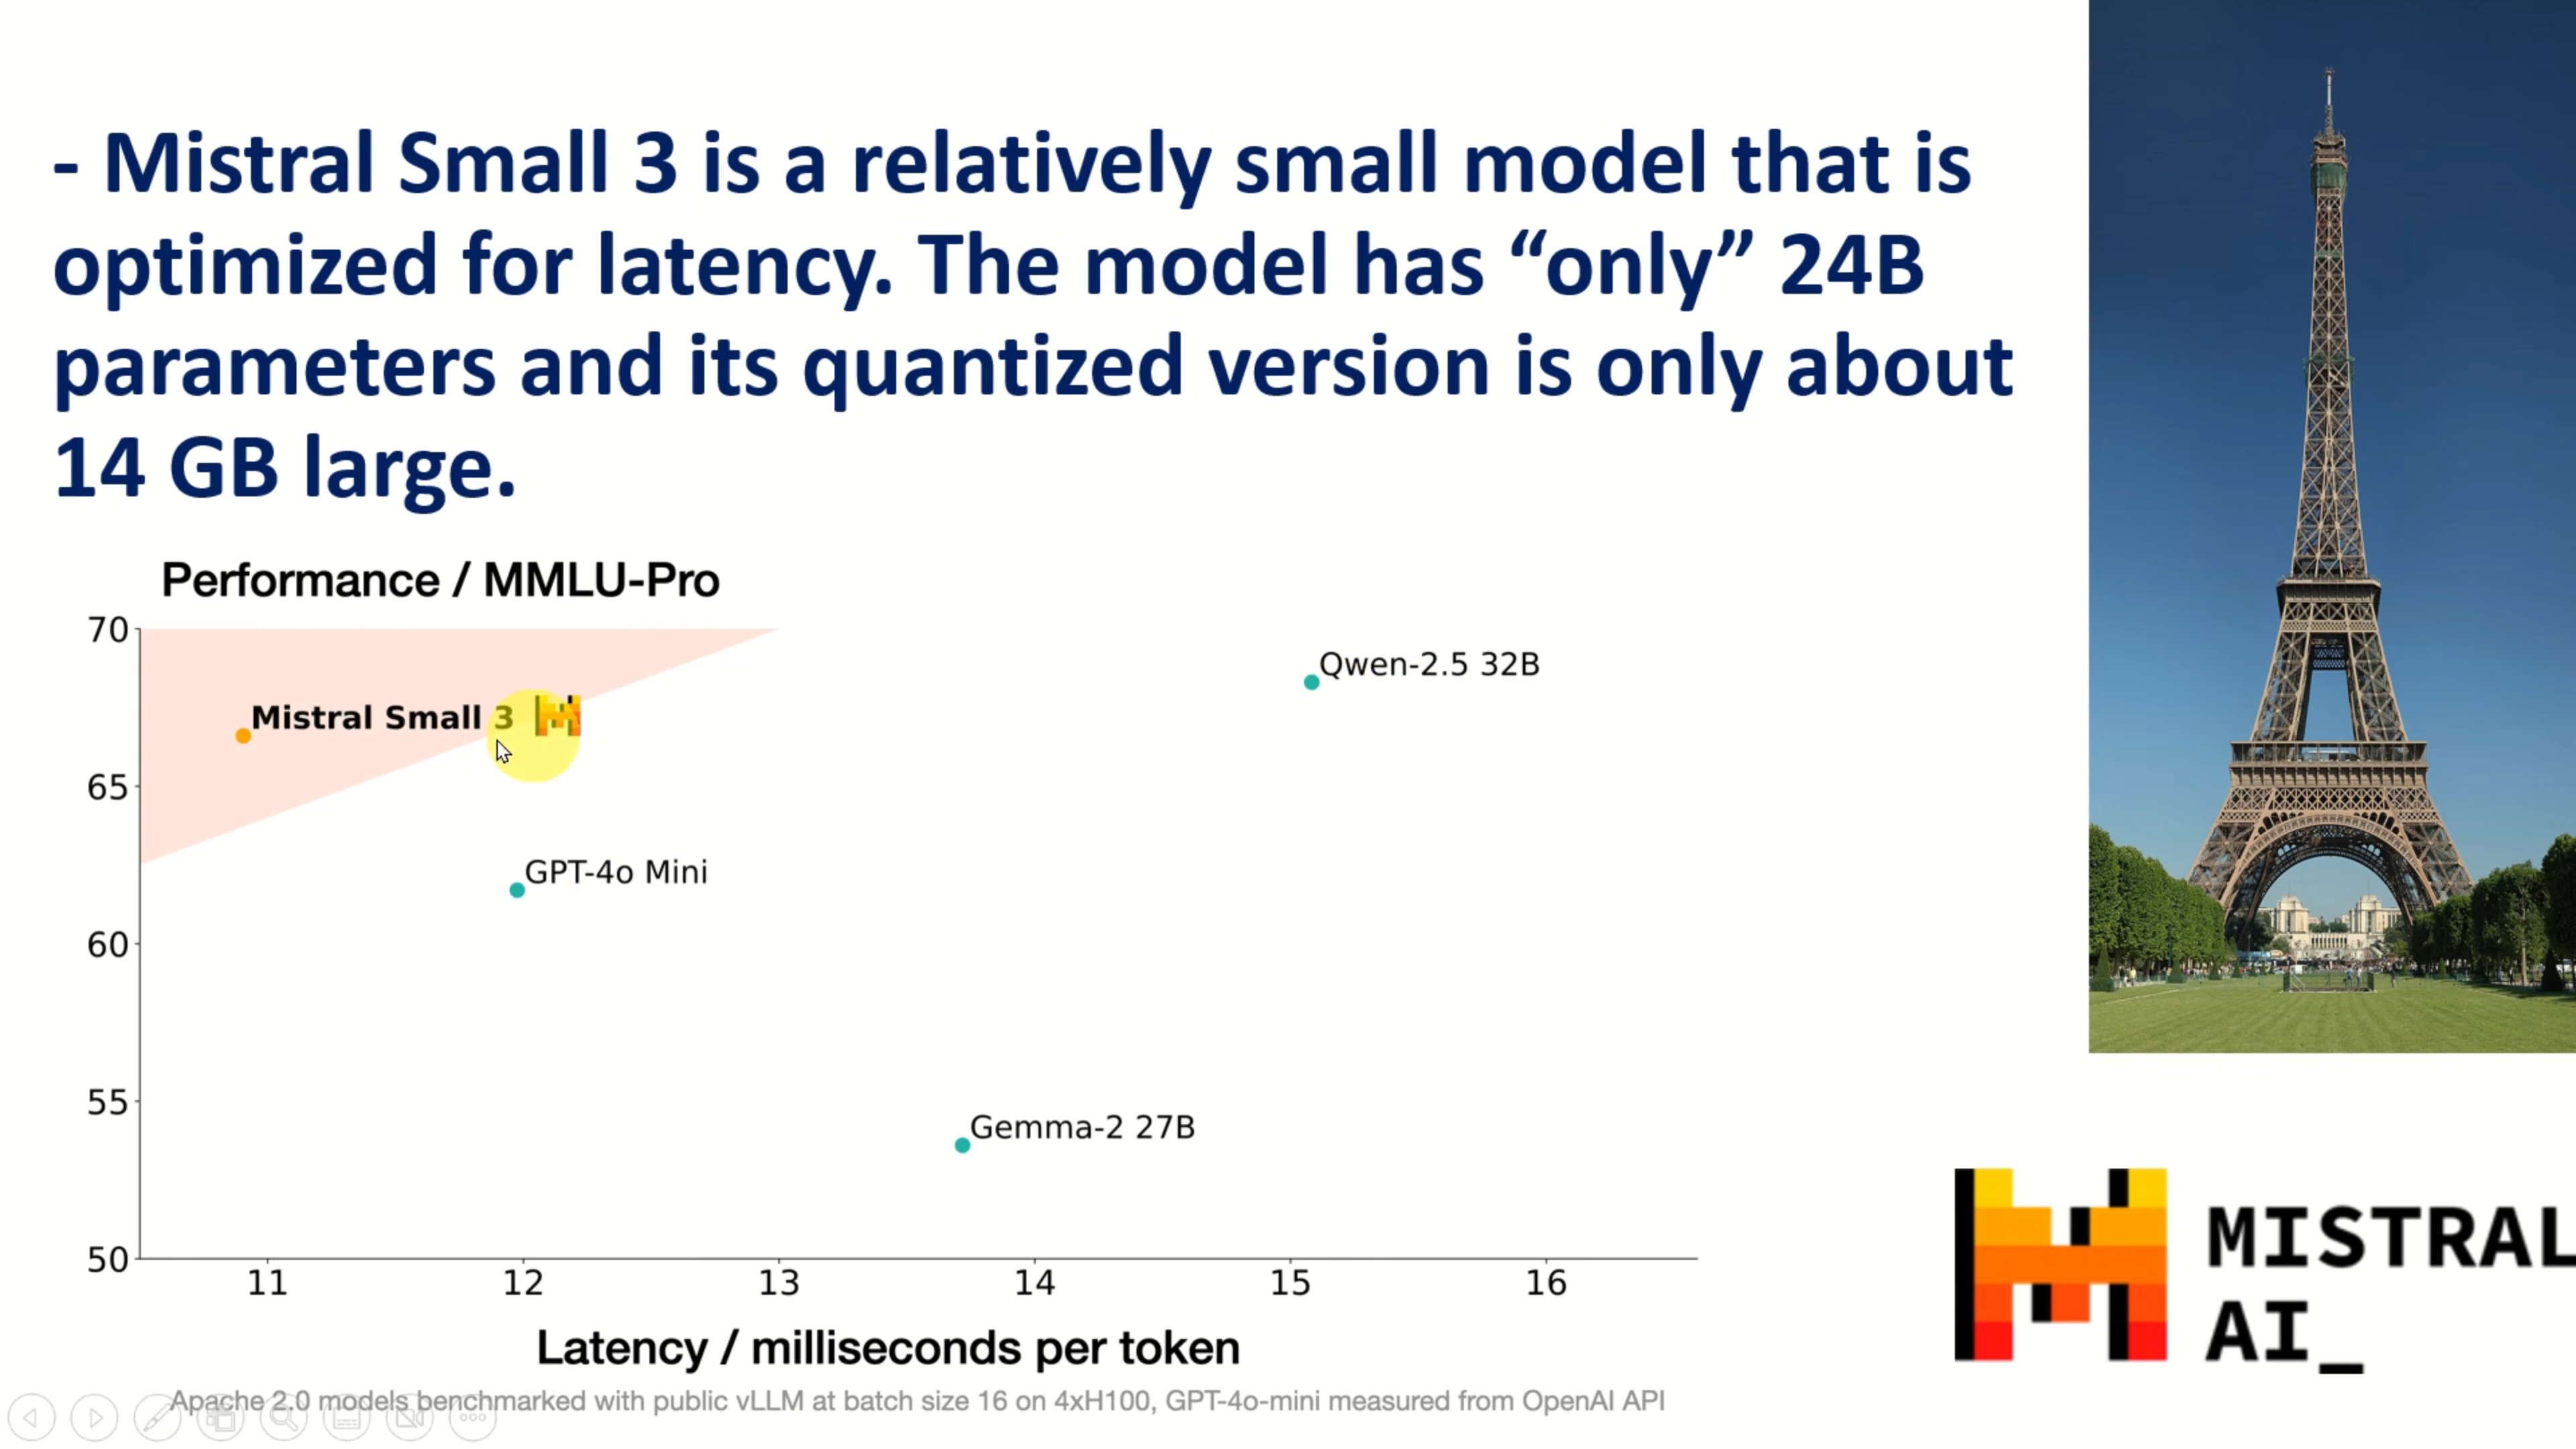 - Mistral Small 3 is a relatively small model that is
optimized for latency. The model has “only” 24B
parameters and its quantized version is only about
14 GB large.
Performance / MMLU-Pro
70
Qwen-2.5 32B
Mistral Small 3
65
GPT-4o Mini
60
55
Gemma-2 27B
50
11 12 13 14 15 16
Latency / milliseconds per token
Apache 2.0 models benchmarked with public vLLM at batch size 16 on 4xH100, GPT-4o-mini measured from OpenAI API
MISTRAL
AI_